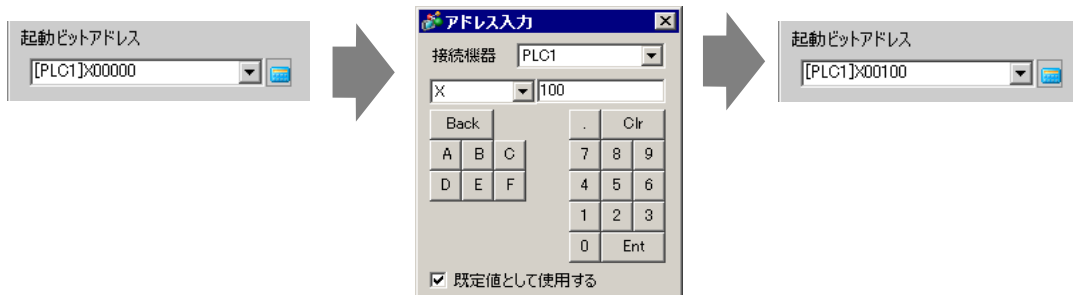 起動ビットアドレス
[PLC1]X00000
アドレス入力
接続機器 PLC1
X 100
Back . Clr
A B C 7 8 9
D E F 4 5 6
1 2 3
0 Ent
既定値として使用する
起動ビットアドレス
[PLC1]X00100